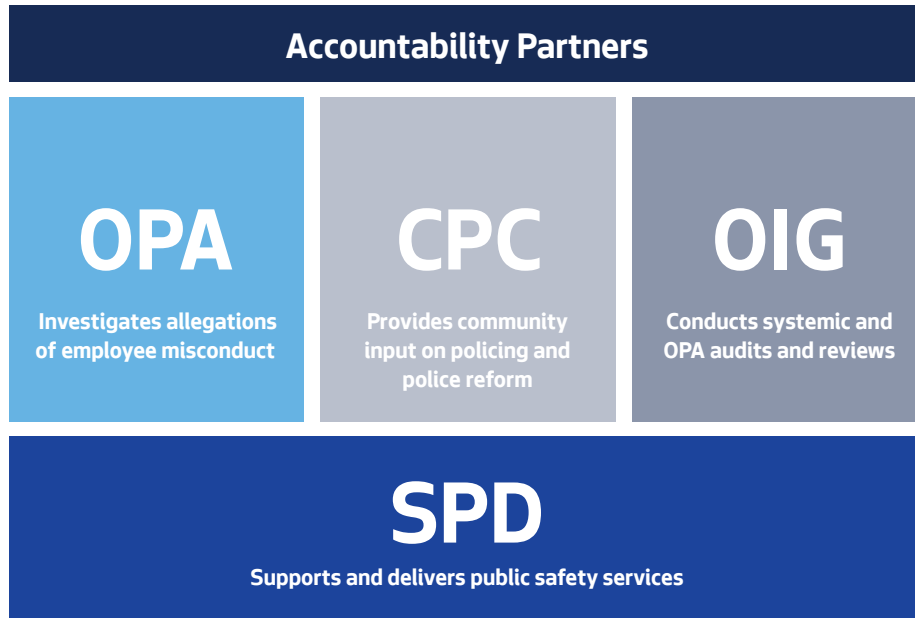 Accountability Partners
OPA
Investigates allegations
of employee misconduct
CPC
Provides community
input on policing and
police reform
OIG
Conducts systemic and
OPA audits and reviews
SPD
Supports and delivers public safety services